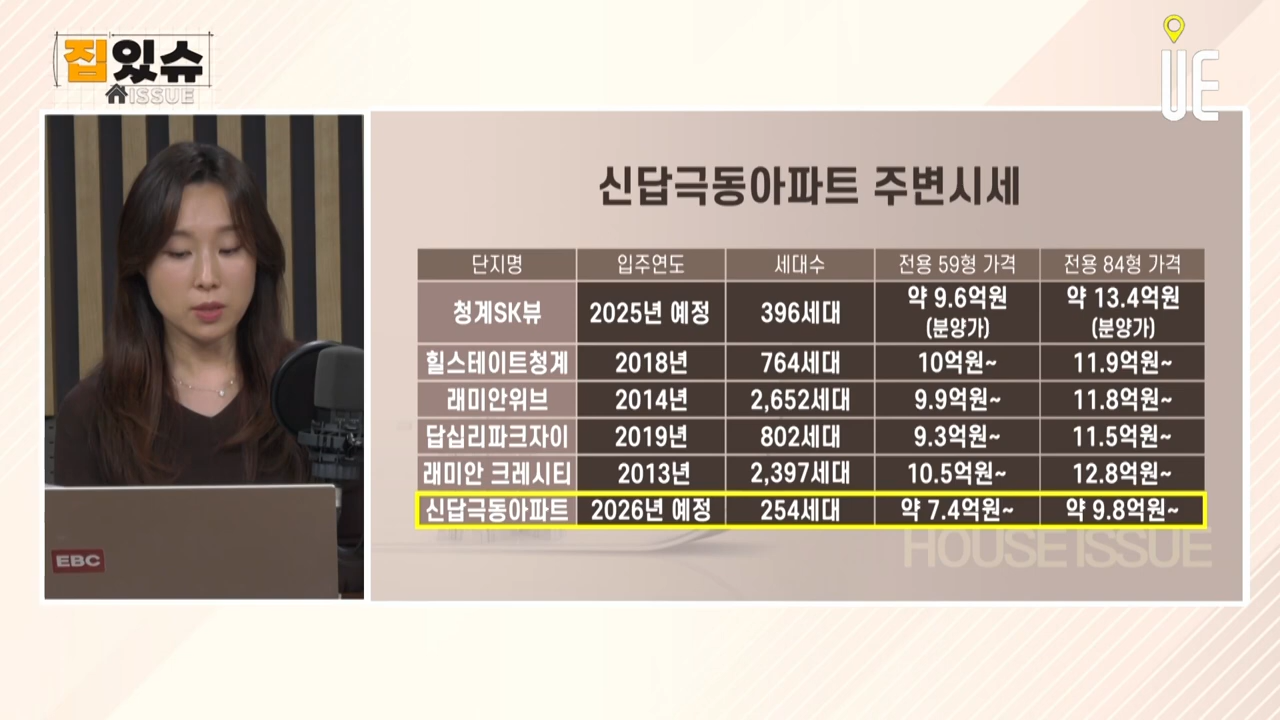 집있슈
ISSUE
UE
신답극동아파트 주변시세
단지명 입주연도 세대수 전용 59형 가격 전용 84형 가격
청계SK뷰 2025년 예정 396세대 약 9.6억원 (분양가) 약 13.4억원 (분양가)
힐스테이트청계 2018년 764세대 10억원~ 11.9억원~
래미안위브 2014년 2,652세대 9.9억원~ 11.8억원~
답십리파크자이 2019년 802세대 9.3억원~ 11.5억원~
래미안 크레시티 2013년 2,397세대 10.5억원~ 12.8억원~
신답극동아파트 2026년 예정 254세대 약 7.4억원~ 약 9.8억원~
HOUSE ISSUE
EBC